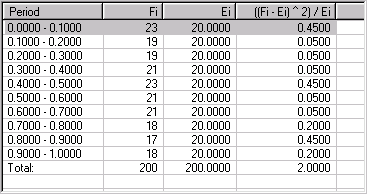 Period Fi Ei ((Fi - Ei) ^ 2) / Ei
0.0000 - 0.1000 23 20.0000 0.4500
0.1000 - 0.2000 19 20.0000 0.0500
0.2000 - 0.3000 19 20.0000 0.0500
0.3000 - 0.4000 21 20.0000 0.0500
0.4000 - 0.5000 23 20.0000 0.4500
0.5000 - 0.6000 21 20.0000 0.0500
0.6000 - 0.7000 21 20.0000 0.0500
0.7000 - 0.8000 18 20.0000 0.2000
0.8000 - 0.9000 17 20.0000 0.4500
0.9000 - 1.0000 18 20.0000 0.2000
Total: 200 200.0000 2.0000